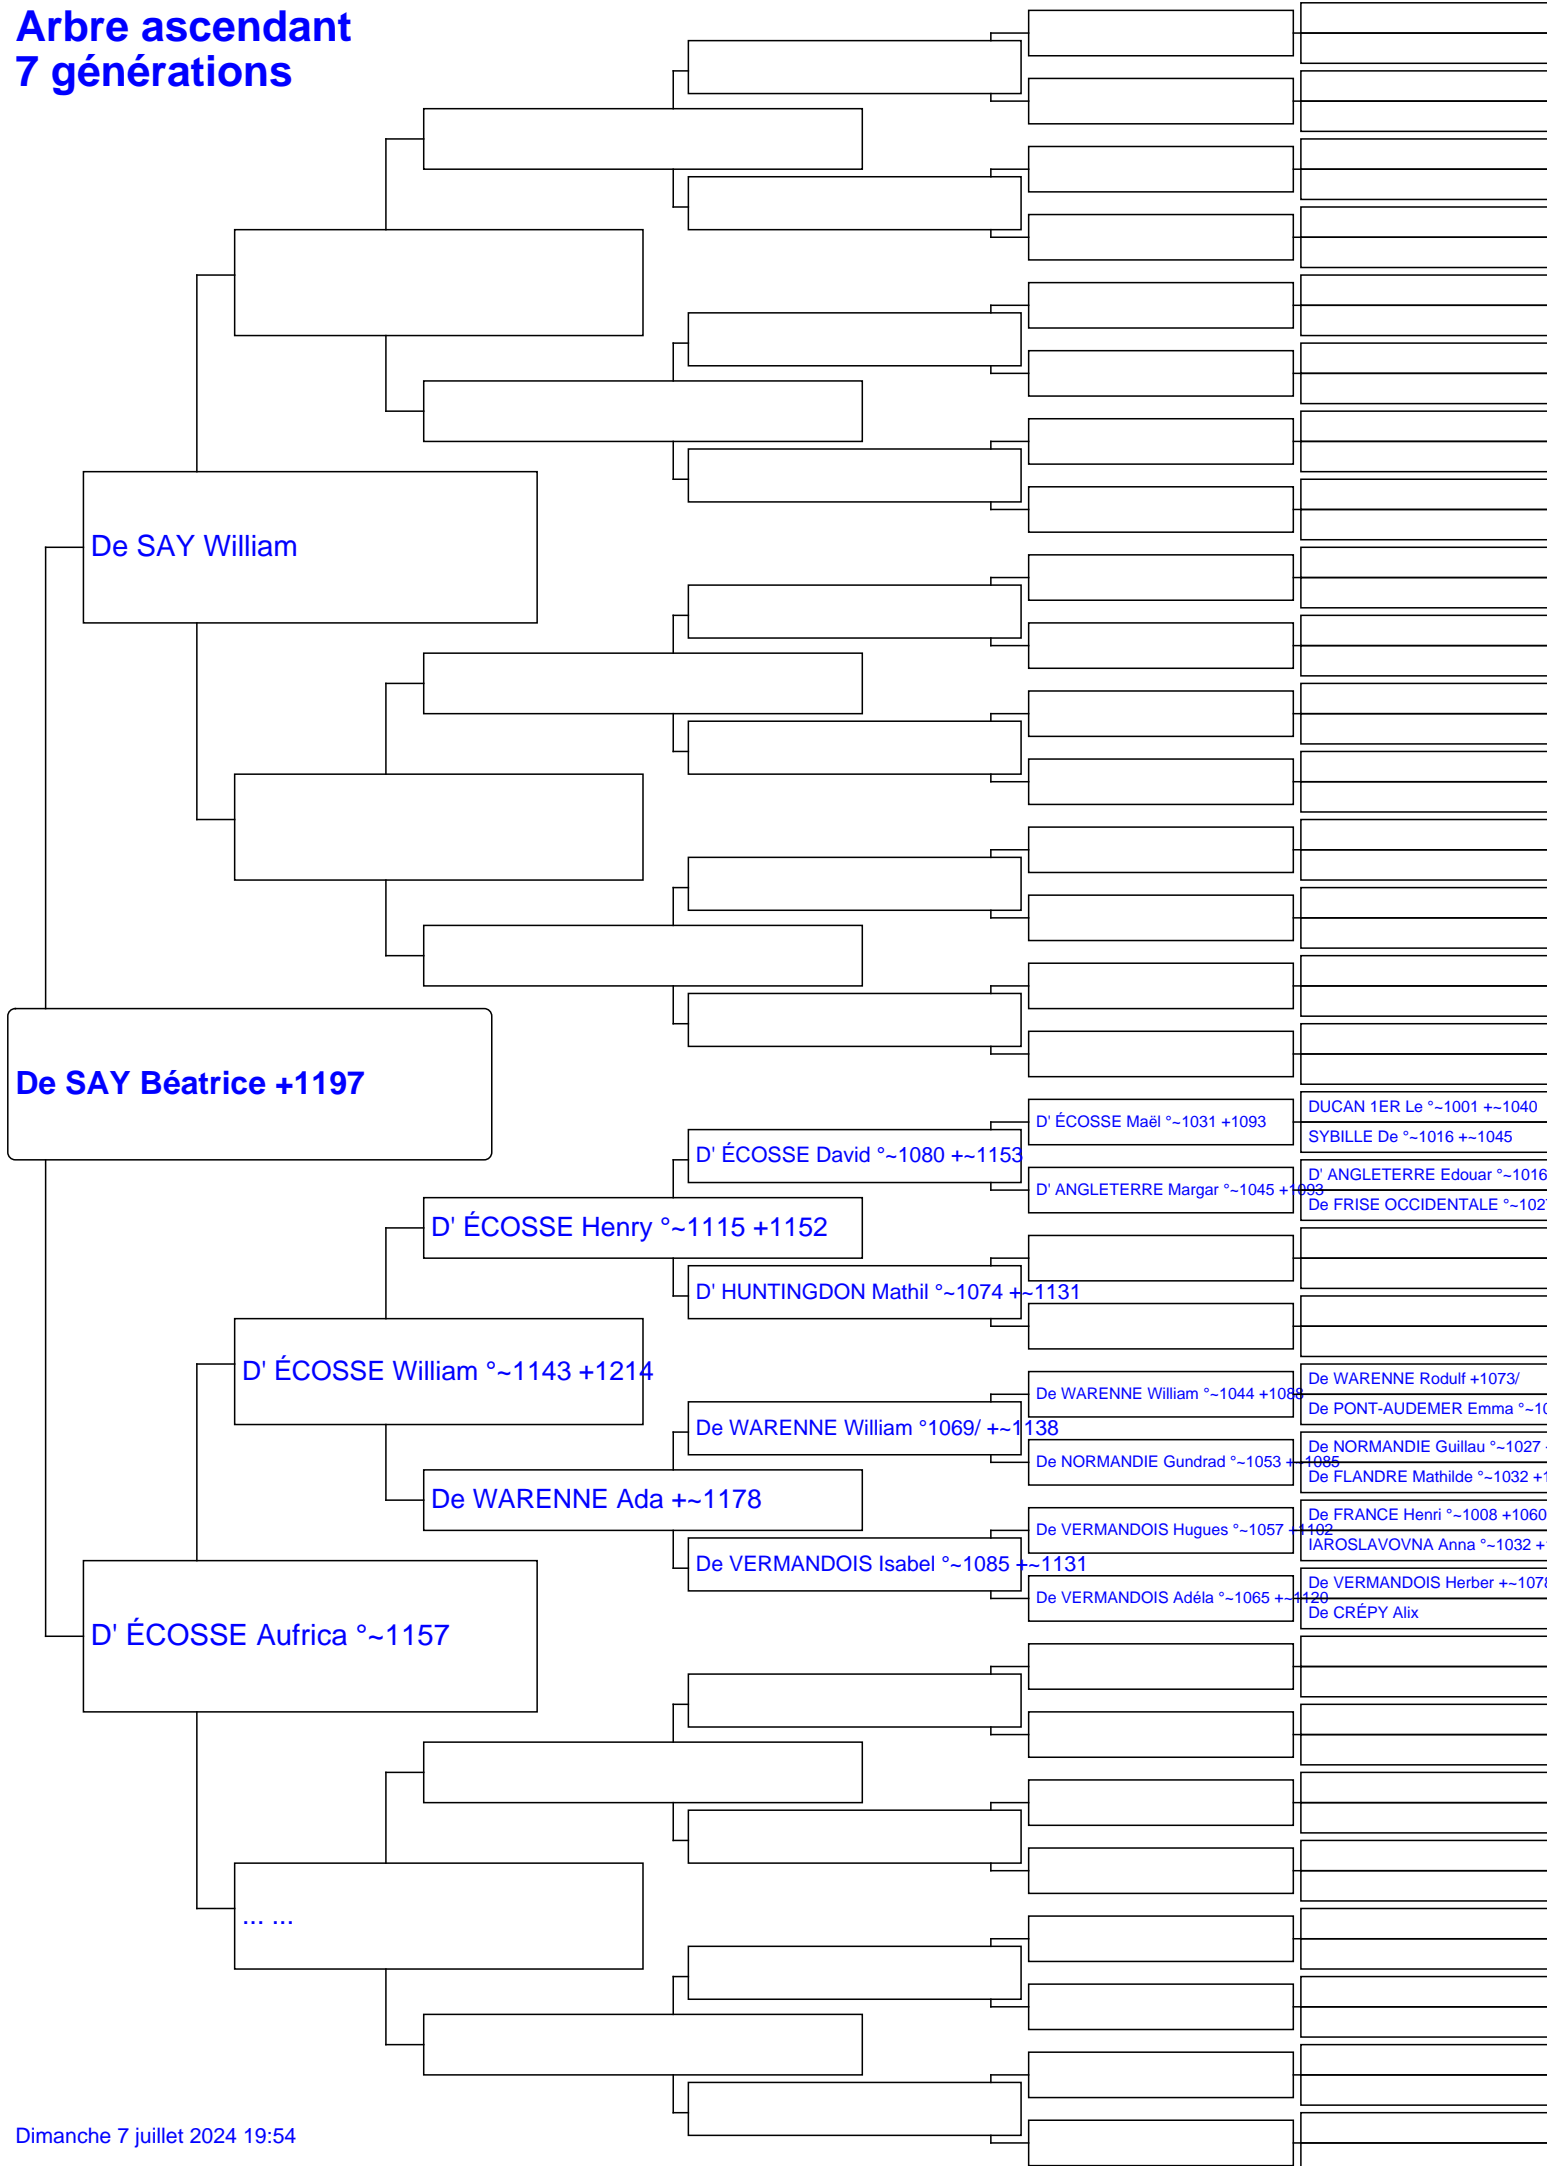 Arbre ascendant
7 générations
De SAY William
De SAY Béatrice +1197
DUCAN 1ER Le °~1001 +~1040
D' ÉCOSSE Maël °~1031 +1093
SYBILLE De °~1016 +~1045
D' ÉCOSSE David °~1080 +~1153
D' ANGLETERRE Edouar °~1016
D' ANGLETERRE Margar °~1045 +1093
De FRISE OCCIDENTALE °~1027
D' ÉCOSSE Henry °~1115 +1152
D' HUNTINGDON Mathil °~1074 +~1131
D' ÉCOSSE William °~1143 +1214
De WARENNE Rodulf +1073/
De WARENNE William °~1044 +1088
De PONT-AUDEMER Emma °~10
De WARENNE William °1069/ +~1138
De NORMANDIE Guillau °~1027
De NORMANDIE Gundrad °~1053 +~1085
De FLANDRE Mathilde °~1032 +1
De WARENNE Ada +~1178
De FRANCE Henri °~1008 +1060
De VERMANDOIS Hugues °~1057 +1102
IAROSLAVOVNA Anna °~1032 +
De VERMANDOIS Isabel °~1085 +~1131
De VERMANDOIS Herber +~1078
De VERMANDOIS Adéla °~1065 +~1120
De CRÉPY Alix
D' ÉCOSSE Aufrica °~1157
... ...
Dimanche 7 juillet 2024 19:54